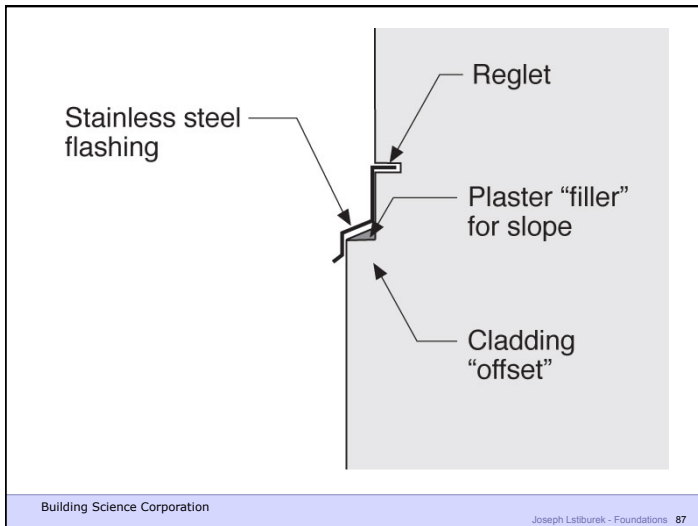 Reglet
Stainless steel
flashing
Plaster “filler”
for slope
Cladding
“offset”
Building Science Corporation
Joseph Lstiburek - Foundations 87